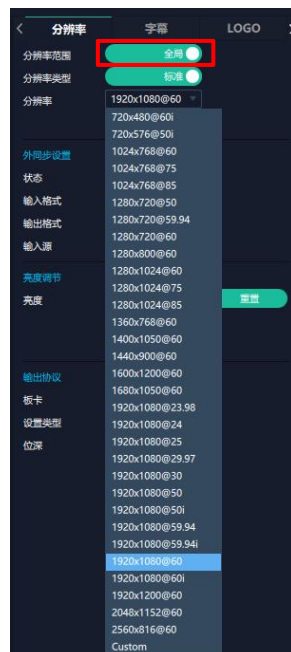 分辨率 字幕 LOGO
分辨率范围 全局
分辨率类型 标准
分辨率 1920x1080@60
720x480@60i
720x576@50i
1024x768@60
外同步设置 1024x768@75
状态 1024x768@85
输入格式 1280x720@50
输出格式 1280x720@59.94
输入源 1280x720@60
1280x800@60
亮度调节 1280x1024@60
1280x1024@75
亮度 1280x1024@85 重置
1360x768@60
1400x1050@60
1440x900@60
输出协议 1600x1200@60
板卡 1680x1050@60
1920x1080@23.98
设置类型 1920x1080@24
位深 1920x1080@25
1920x1080@29.97
1920x1080@30
1920x1080@50
1920x1080@50i
1920x1080@59.94
1920x1080@59.94i
1920x1080@60
1920x1080@60i
1920x1200@60
2048x1152@60
2560x816@60
Custom